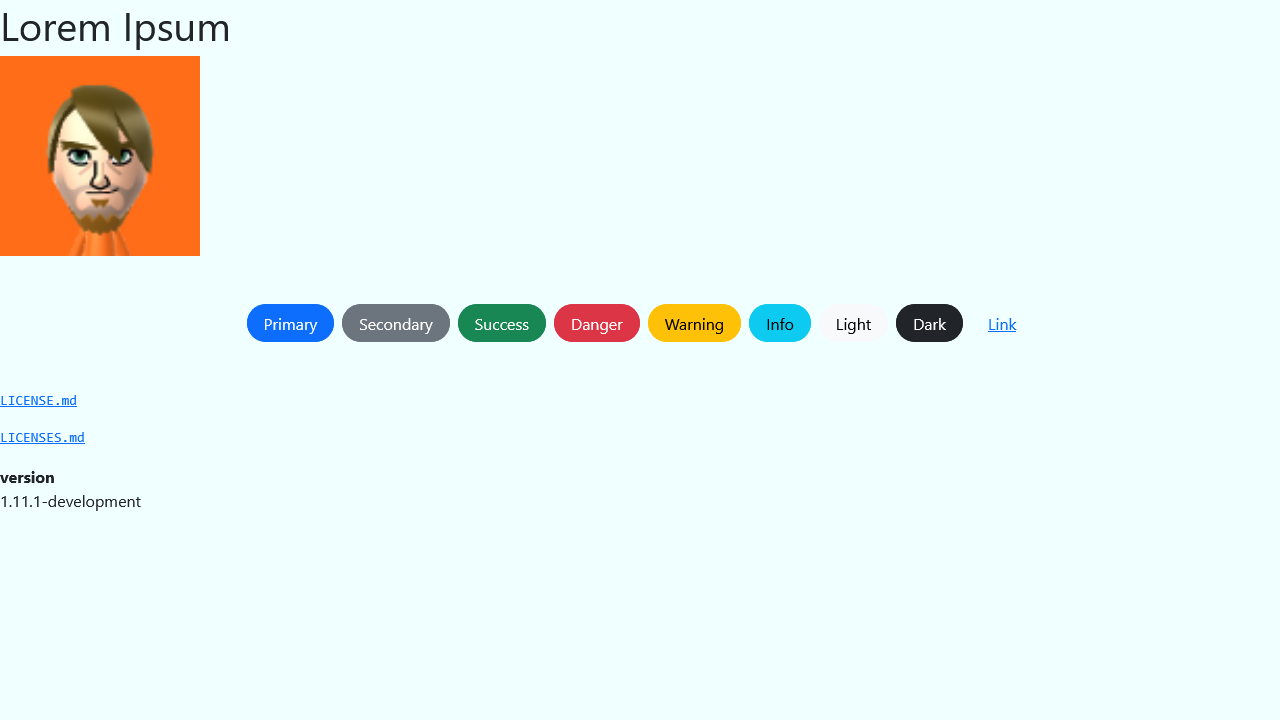 Lorem Ipsum
Primary Secondary Success Danger Warning Info Light Dark Link
LICENSE.md
LICENSES.md
version
1.11.1-development